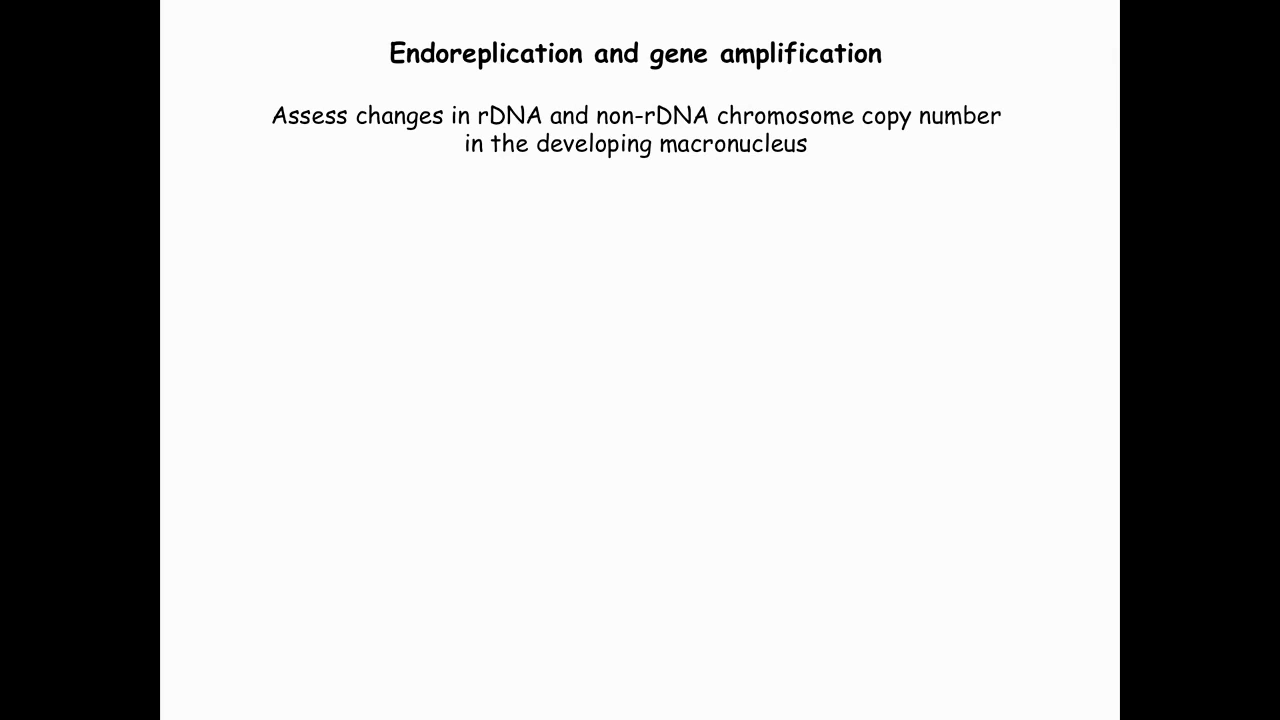 Endoreplication and gene amplification
Assess changes in rDNA and non-rDNA chromosome copy number
in the developing macronucleus